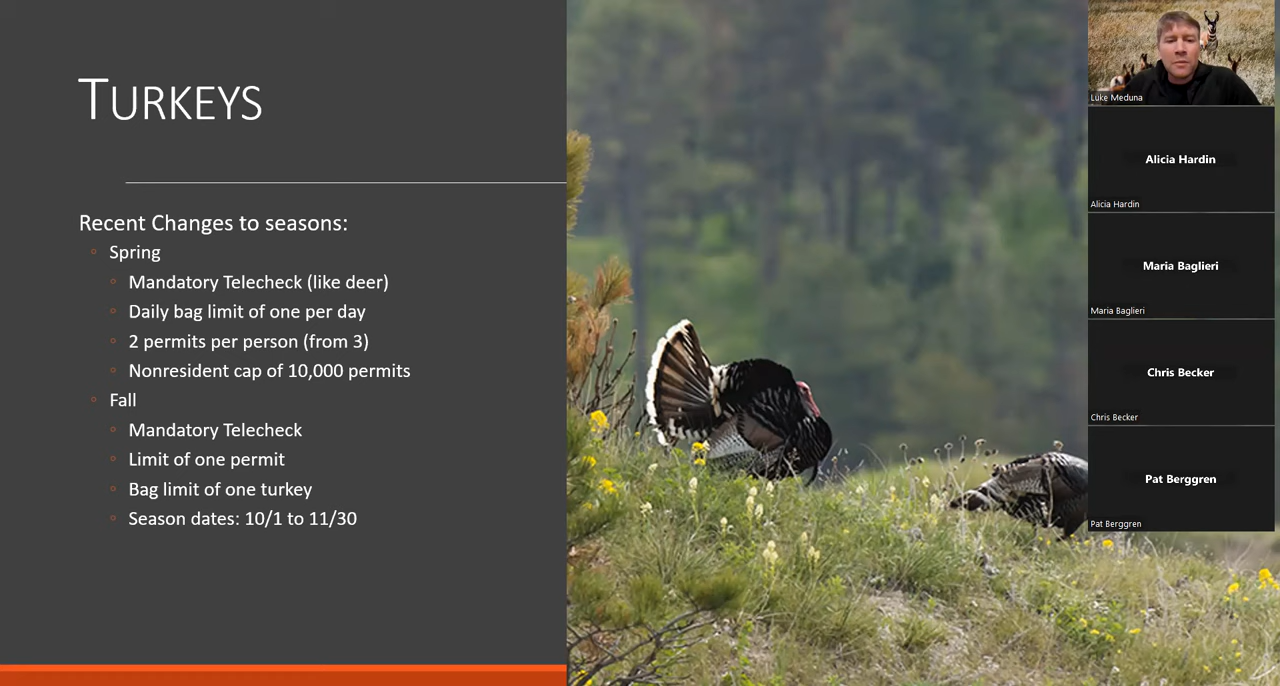 TURKEYS
Recent Changes to seasons:
Spring
Mandatory Telecheck (like deer)
Daily bag limit of one per day
2 permits per person (from 3)
Nonresident cap of 10,000 permits
Fall
Mandatory Telecheck
Limit of one permit
Bag limit of one turkey
Season dates: 10/1 to 11/30
Luke Meduna
Alicia Hardin
Alicia Hardin
Maria Baglieri
Maria Baglieri
Chris Becker
Chris Becker
Pat Berggren
Pat Berggren